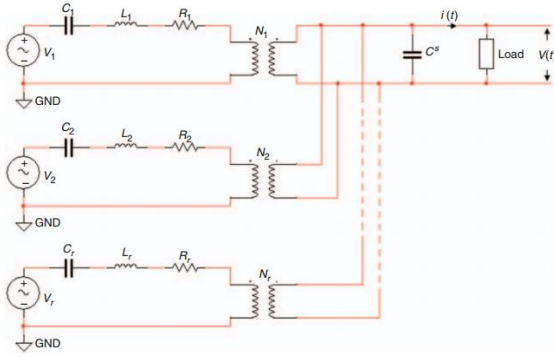 C1 L1 R1 N1 i(t)
V1 C^s Load V(t)
GND
C2 L2 R2 N2
V2
GND
Cr Lr Rr Nr
Vr
GND